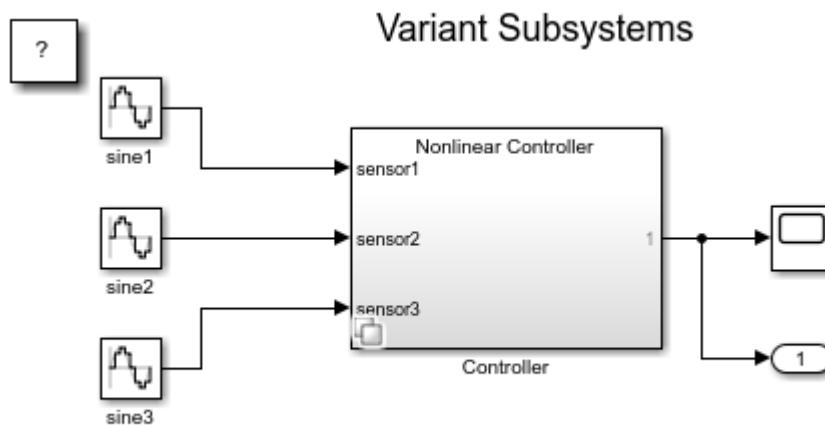 Variant Subsystems
?
sine1
Nonlinear Controller
sensor1
sensor2
1
sine2
sensor3
1
Controller
sine3